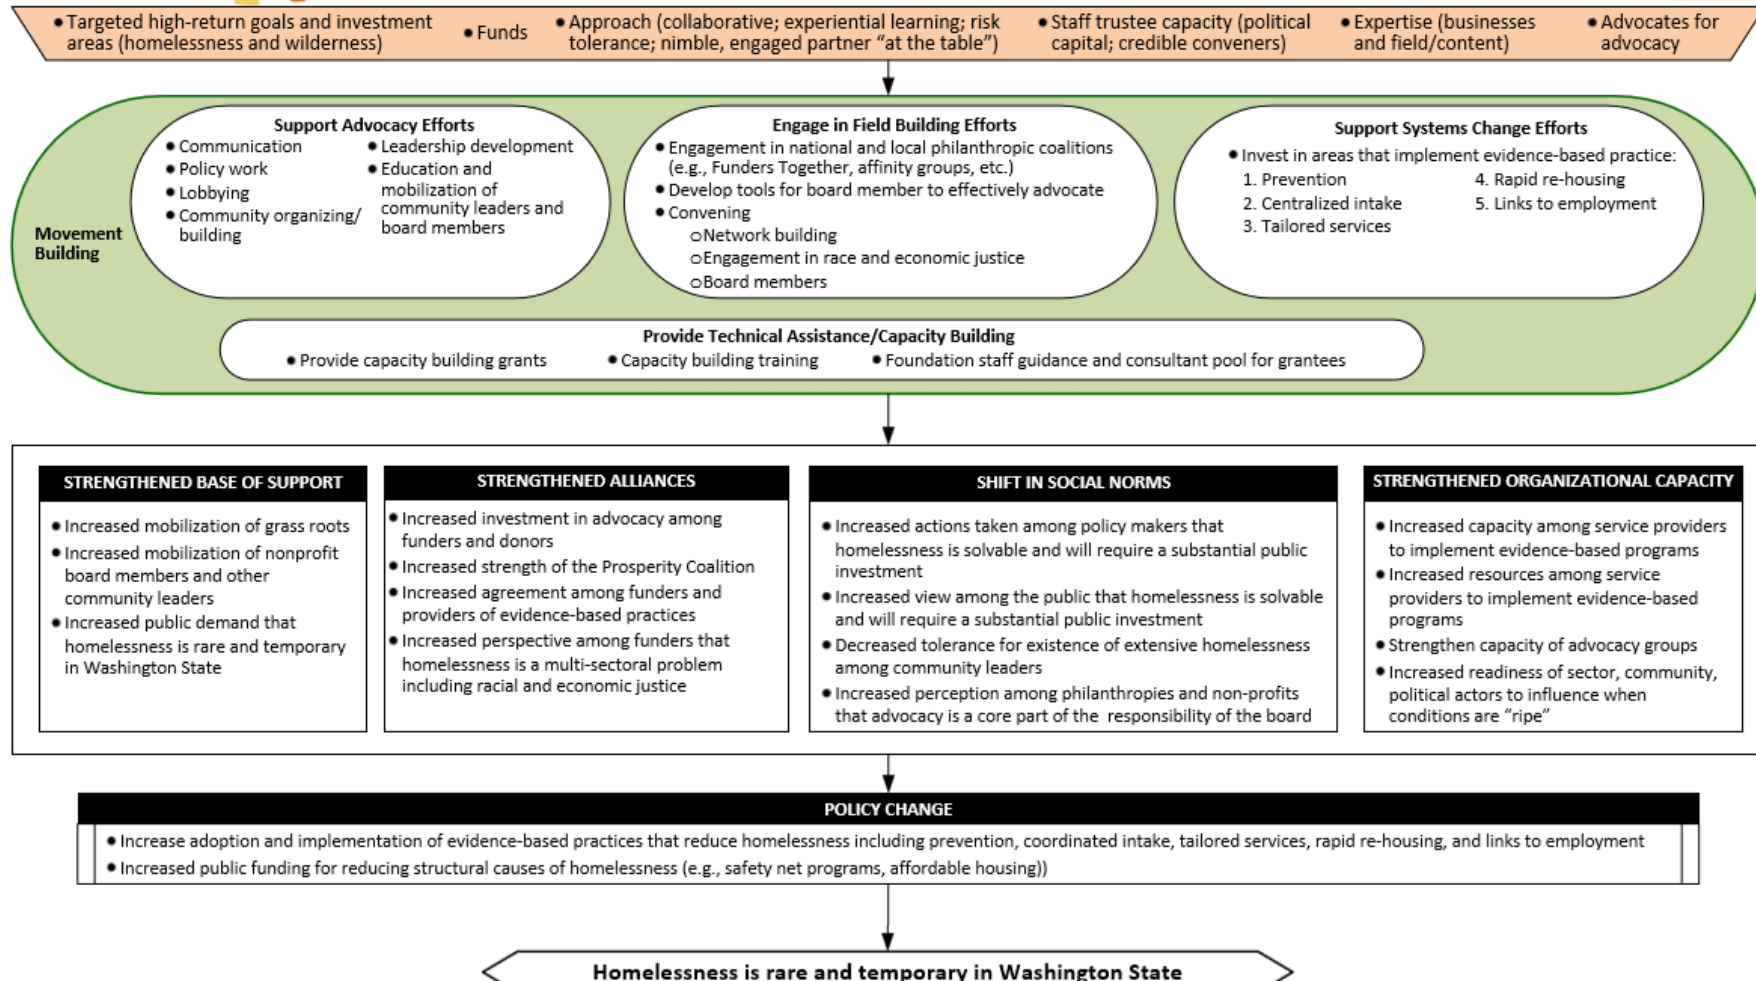 ● Targeted high-return goals and investment
areas (homelessness and wilderness)
● Funds
● Approach (collaborative; experiential learning; risk
tolerance; nimble, engaged partner “at the table”)
● Staff trustee capacity (political
capital; credible conveners)
● Expertise (businesses
and field/content)
● Advocates for
advocacy
Movement
Building
Support Advocacy Efforts
● Communication
● Policy work
● Lobbying
● Community organizing/
building
● Leadership development
● Education and
mobilization of
community leaders and
board members
Engage in Field Building Efforts
● Engagement in national and local philanthropic coalitions
(e.g., Funders Together, affinity groups, etc.)
● Develop tools for board member to effectively advocate
● Convening
○Network building
○Engagement in race and economic justice
○Board members
Support Systems Change Efforts
● Invest in areas that implement evidence-based practice:
1. Prevention
2. Centralized intake
3. Tailored services
4. Rapid re-housing
5. Links to employment
Provide Technical Assistance/Capacity Building
● Provide capacity building grants
● Capacity building training
● Foundation staff guidance and consultant pool for grantees
STRENGTHENED BASE OF SUPPORT
● Increased mobilization of grass roots
● Increased mobilization of nonprofit
board members and other
community leaders
● Increased public demand that
homelessness is rare and temporary
in Washington State
STRENGTHENED ALLIANCES
● Increased investment in advocacy among
funders and donors
● Increased strength of the Prosperity Coalition
● Increased agreement among funders and
providers of evidence-based practices
● Increased perspective among funders that
homelessness is a multi-sectoral problem
including racial and economic justice
SHIFT IN SOCIAL NORMS
● Increased actions taken among policy makers that
homelessness is solvable and will require a substantial public
investment
● Increased view among the public that homelessness is solvable
and will require a substantial public investment
● Decreased tolerance for existence of extensive homelessness
among community leaders
● Increased perception among philanthropies and non-profits
that advocacy is a core part of the responsibility of the board
STRENGTHENED ORGANIZATIONAL CAPACITY
● Increased capacity among service providers
to implement evidence-based programs
● Increased resources among service
providers to implement evidence-based
programs
● Strengthen capacity of advocacy groups
● Increased readiness of sector, community,
political actors to influence when
conditions are “ripe”
POLICY CHANGE
● Increase adoption and implementation of evidence-based practices that reduce homelessness including prevention, coordinated intake, tailored services, rapid re-housing, and links to employment
● Increased public funding for reducing structural causes of homelessness (e.g., safety net programs, affordable housing))
Homelessness is rare and temporary in Washington State